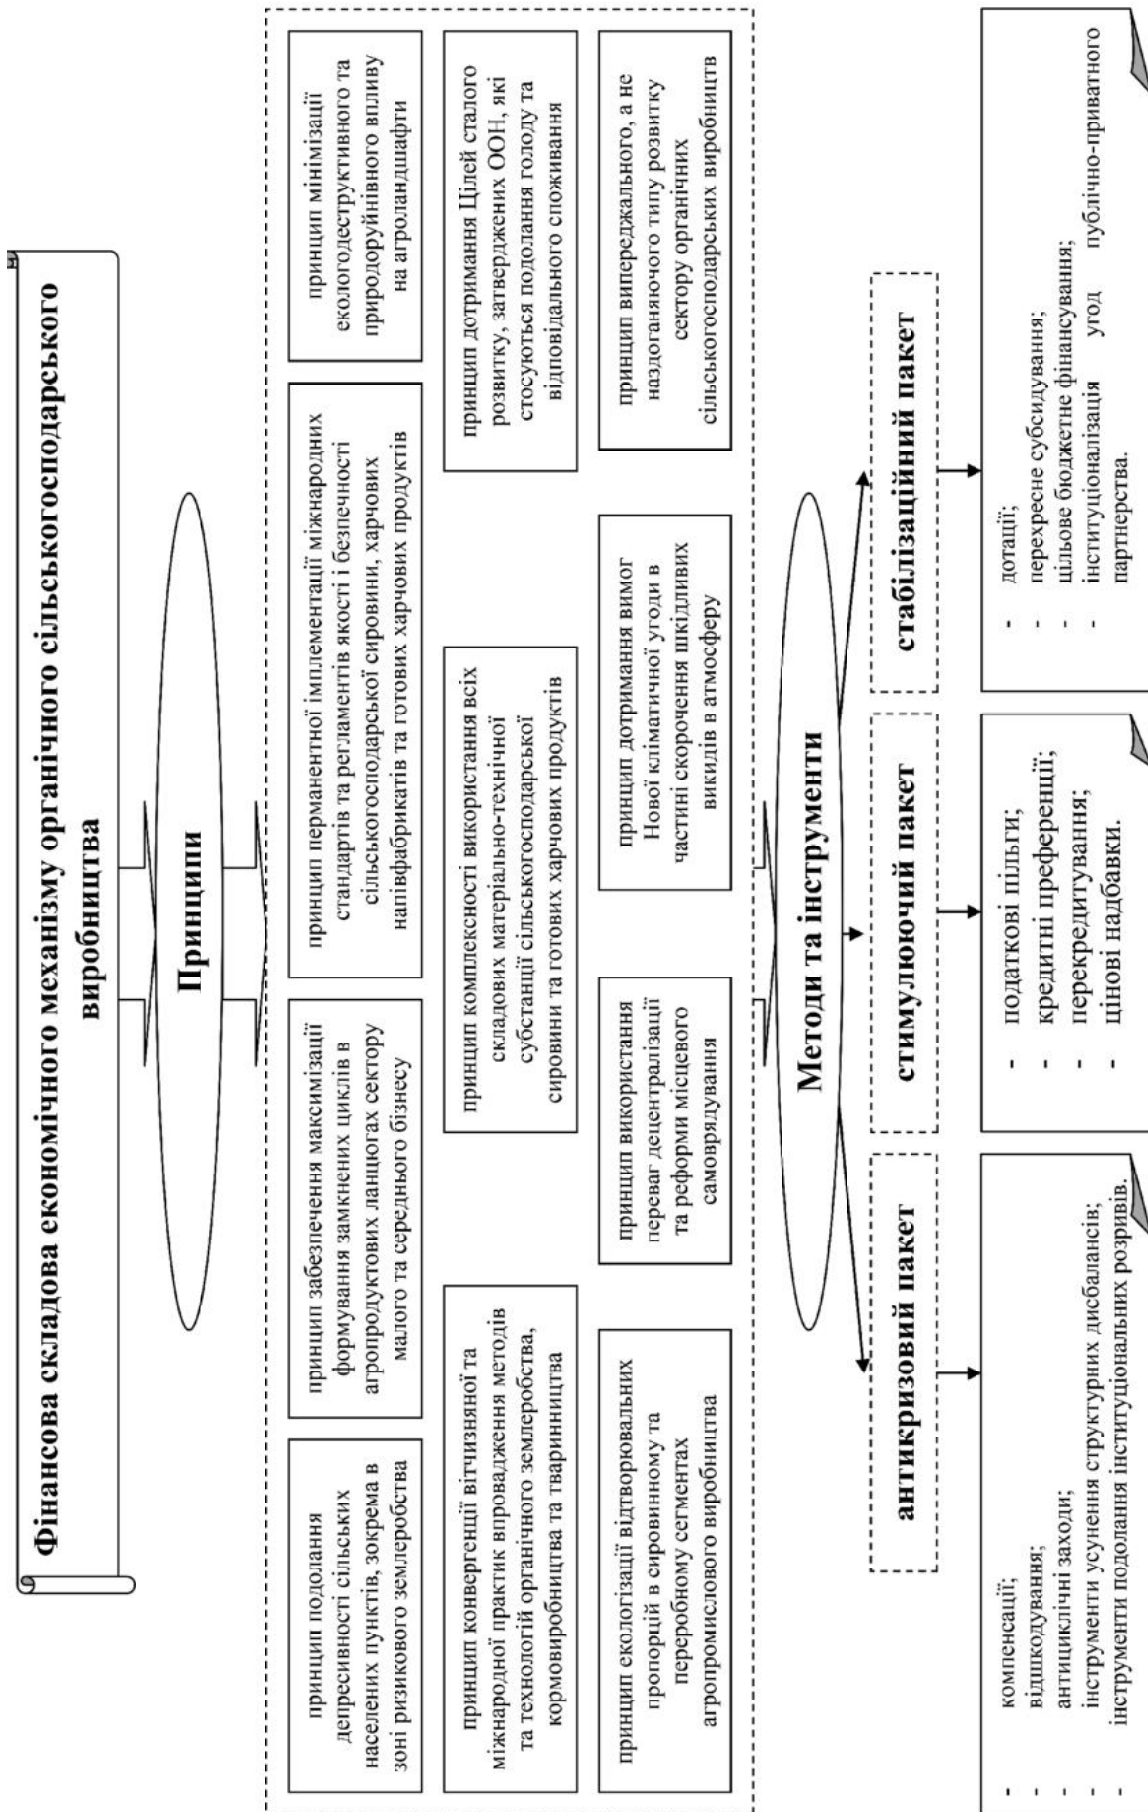 Фінансова складова економічного механізму органічного сільськогосподарського
виробництва
Принципи
принцип подолання
депресивності сільських
населених пунктів, зокрема в
зоні ризикового землеробства
принцип забезпечення максимізації
формування замкнених циклів в
агропродуктових ланцюгах сектору
малого та середнього бізнесу
принцип перманентної імплементації міжнародних
стандартів та регламентів якості і безпечності
сільськогосподарської сировини, харчових
напівфабрикатів та готових харчових продуктів
принцип мінімізації
екологодеструктивного та
природоруйнівного впливу
на агроландшафти
принцип конвергенції вітчизняної та
міжнародної практик впровадження методів
та технологій органічного землеробства,
кормовиробництва та тваринництва
принцип комплексності використання всіх
складових матеріально-технічної
субстанції сільськогосподарської
сировини та готових харчових продуктів
принцип дотримання Цілей сталого
розвитку, затверджених ООН, які
стосуються подолання голоду та
відповідального споживання
принцип екологізації відтворювальних
пропорцій в сировинному та
переробному сегментах
агропромислового виробництва
принцип використання
переваг децентралізації
та реформи місцевого
самоврядування
принцип дотримання вимог
Нової кліматичної угоди в
частині скорочення шкідливих
викидів в атмосферу
принцип випереджального, а не
наздоганяючого типу розвитку
сектору органічних
сільськогосподарських виробництв
Методи та інструменти
антикризовий пакет
стимулюючий пакет
стабілізаційний пакет
- компенсації;
- відшкодування;
- антициклічні заходи;
- інструменти усунення структурних дисбалансів;
- інструменти подолання інституціональних розривів.
- податкові пільги;
- кредитні преференції;
- перекредитування;
- цінові надбавки.
- дотації;
- перехресне субсидування;
- цільове бюджетне фінансування;
- інституціоналізація угод публічно-приватного
партнерства.